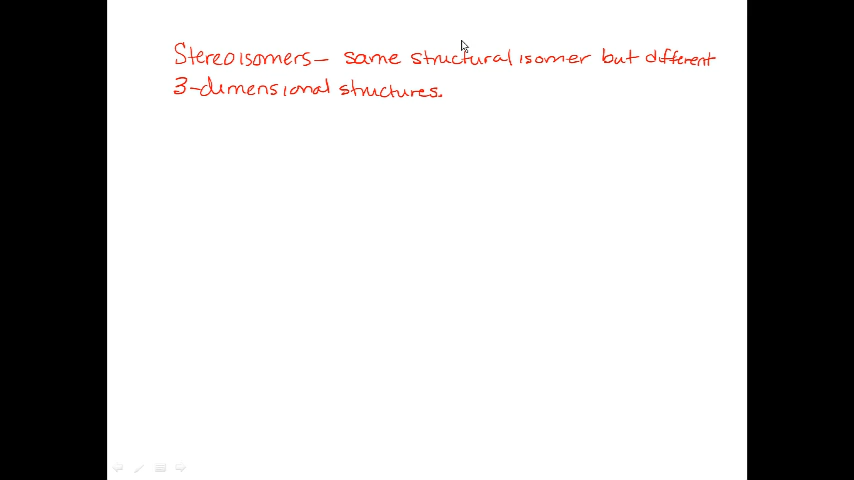 Stereoisomers- same structural isomer but different
3-dimensional structures.